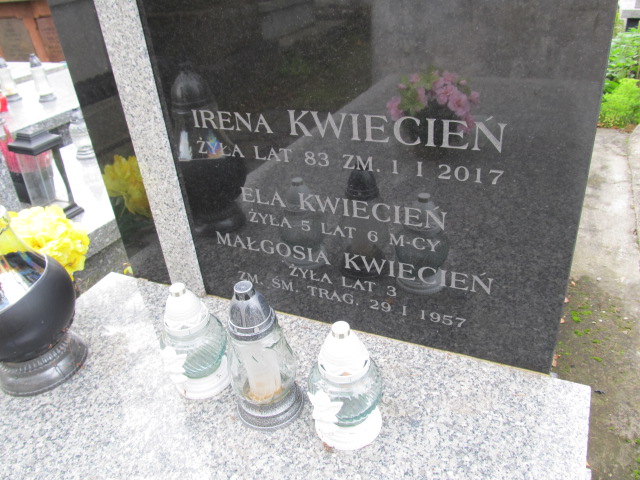 IRENA KWIECIEŃ
ŻYŁA LAT 83 ZM. 1 I 2017
ELA KWIECIEŃ
ŻYŁA 5 LAT 6 M-CY
MAŁGOSIA KWIECIEŃ
ŻYŁA LAT 3
ZM. ŚM. TRAG. 29 I 1957